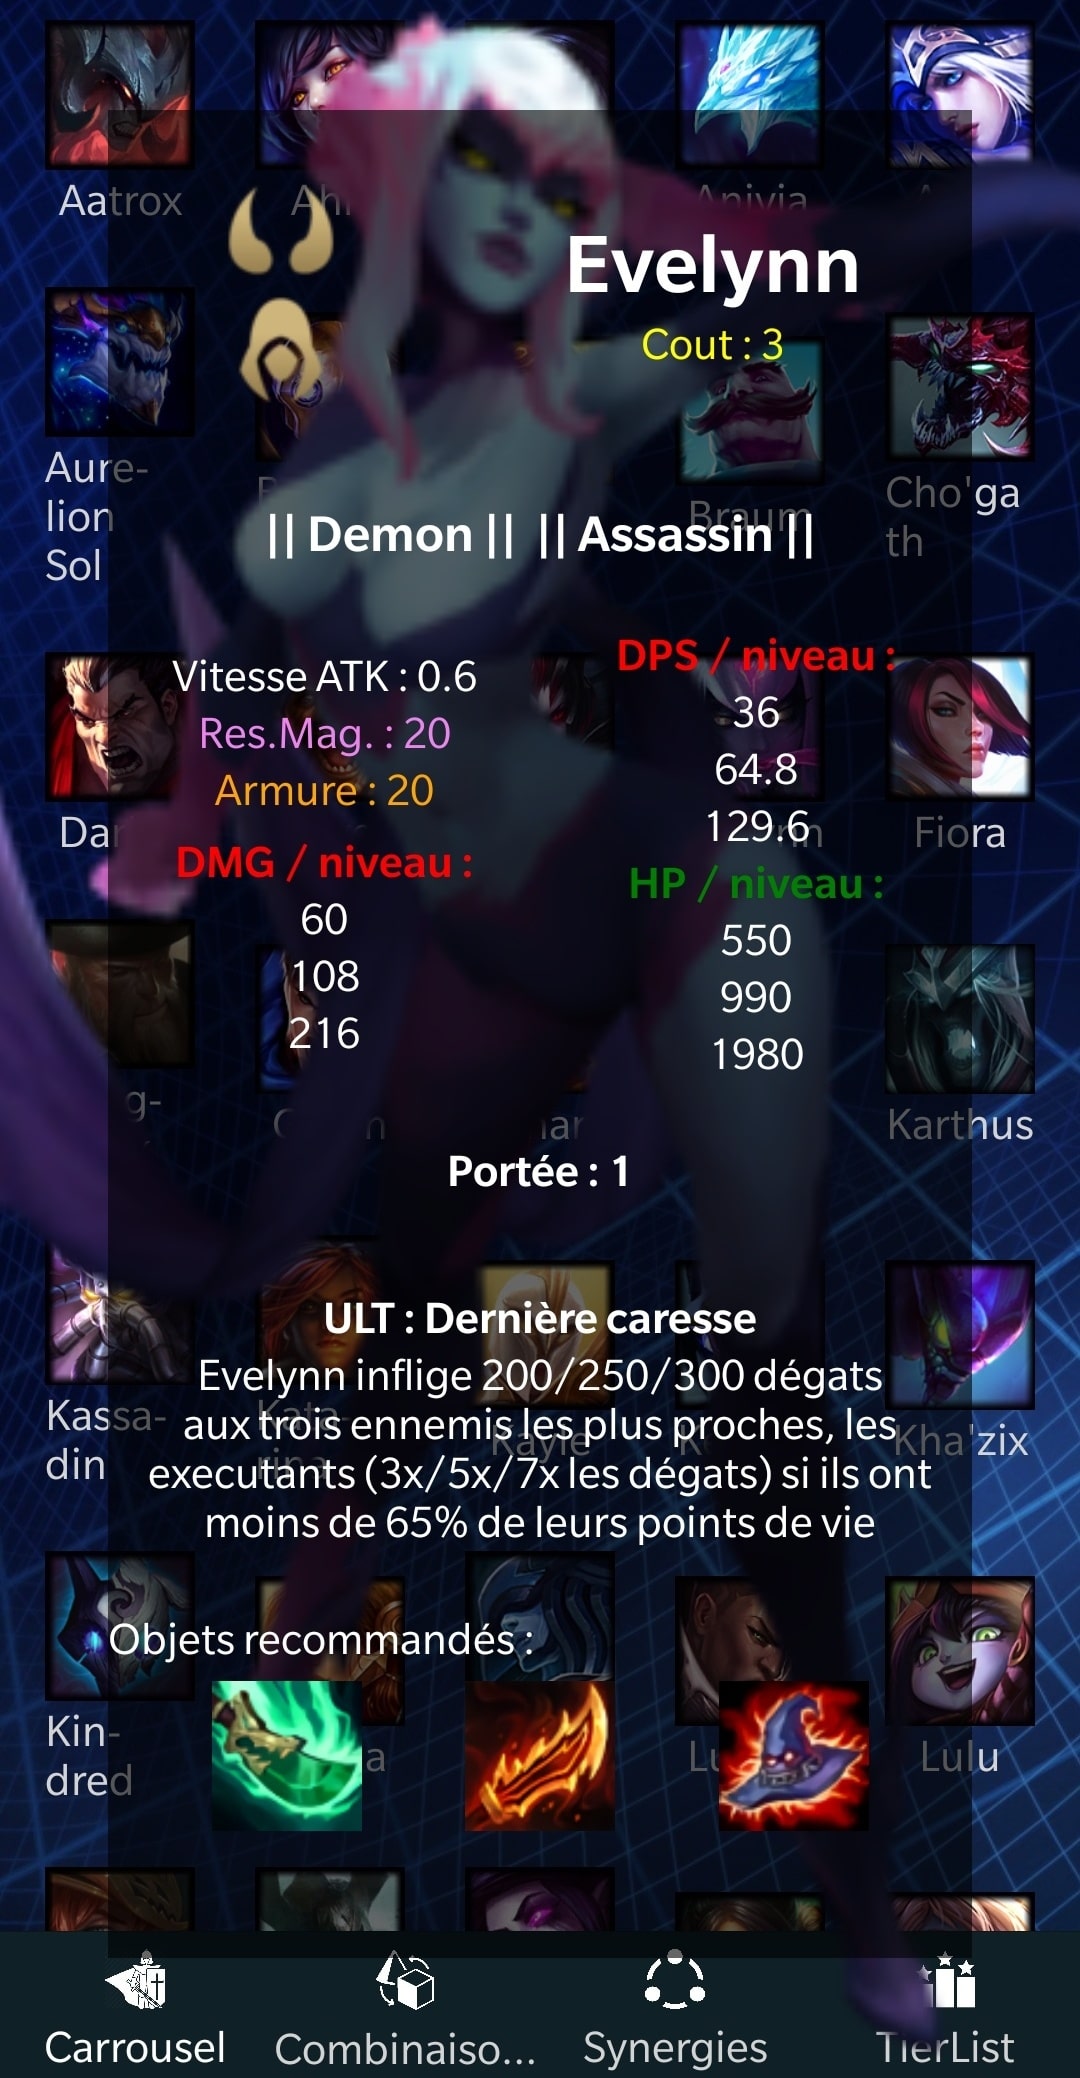 Aatrox
Evelynn
Cout : 3
Aure-
lion
Sol
Braum
Cho'ga
th
|| Demon || || Assassin ||
Vitesse ATK : 0.6
Res.Mag. : 20
Armure : 20
DMG / niveau :
60
108
216
DPS / niveau :
36
64.8
129.6
HP / niveau :
550
990
1980
Fiora
Karthus
Portée : 1
ULT : Dernière caresse
Evelynn inflige 200/250/300 dégats
aux trois ennemis les plus proches, les
executants (3x/5x/7x les dégats) si ils ont
moins de 65% de leurs points de vie
Kassa-
din
Kayle
Kha'zix
Objets recommandés :
Kin-
dred
Lulu
Carrousel
Combinaiso...
Synergies
TierList